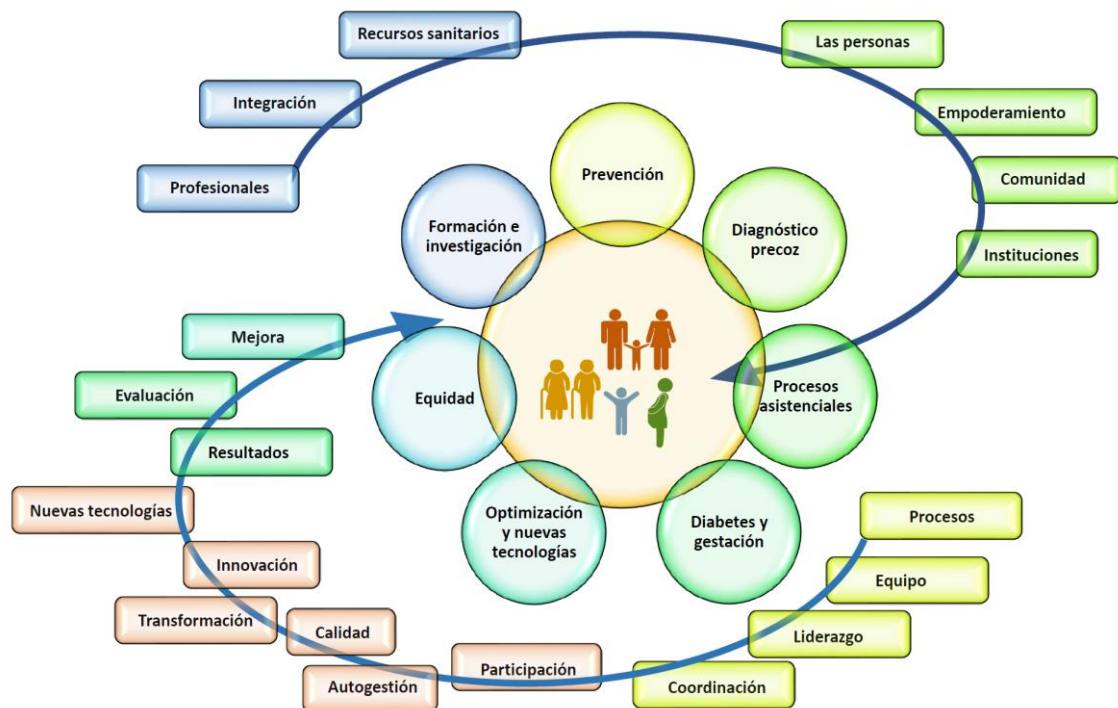 Recursos sanitarios
Las personas
Integración
Empoderamiento
Profesionales
Comunidad
Instituciones
Prevención
Formación e
investigación
Diagnóstico
precoz
Equidad
Procesos
asistenciales
Optimización
y nuevas
tecnologías
Diabetes y
gestación
Mejora
Evaluación
Resultados
Nuevas tecnologías
Innovación
Transformación
Calidad
Autogestión
Participación
Procesos
Equipo
Liderazgo
Coordinación